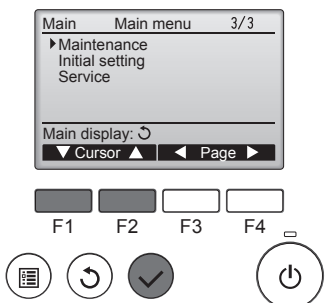 Main Main menu 3/3
Maintenance
Initial setting
Service
Main display:
Cursor Page
F1 F2 F3 F4